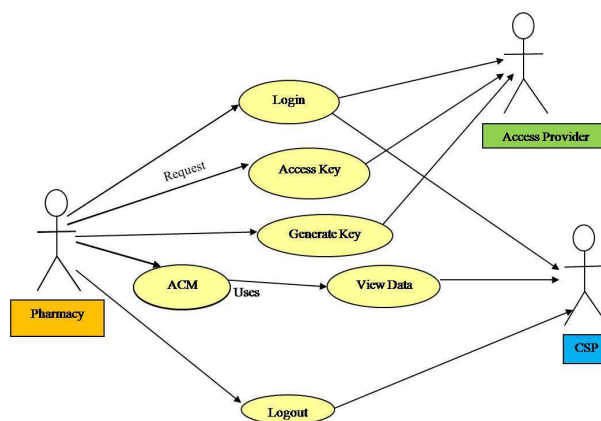 Login
Access Provider
Request
Access Key
Generate Key
ACM
Uses
View Data
Pharmacy
CSP
Logout